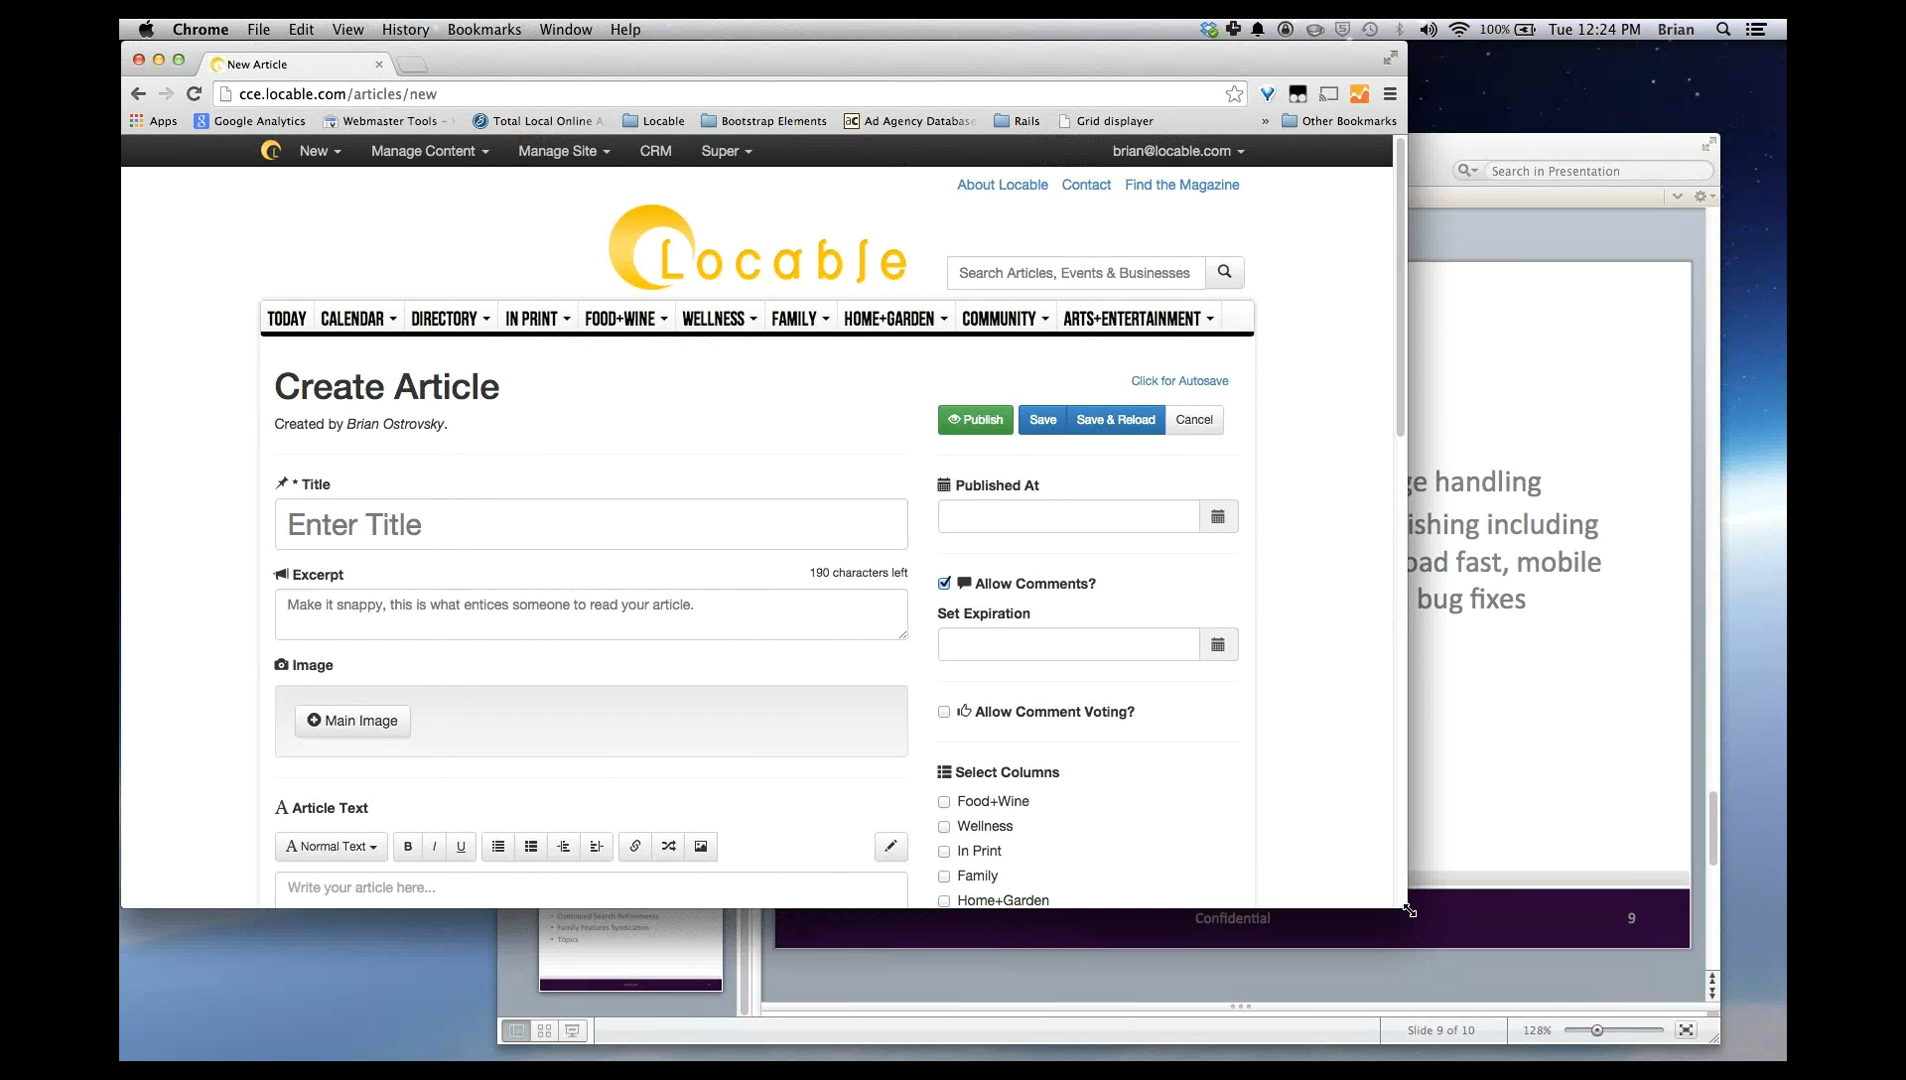 Chrome File Edit View History Bookmarks Window Help
100% Tue 12:24 PM Brian
New Article
cce.locable.com/articles/new
Apps Google Analytics Webmaster Tools - Total Local Online A Locable Bootstrap Elements Ad Agency Database Rails Grid displayer » Other Bookmarks
New Manage Content Manage Site CRM Super brian@locable.com
Search in Presentation
About Locable Contact Find the Magazine
Locable
Search Articles, Events & Businesses
TODAY CALENDAR DIRECTORY IN PRINT FOOD+WINE WELLNESS FAMILY HOME+GARDEN COMMUNITY ARTS+ENTERTAINMENT
Create Article
Click for Autosave
Created by Brian Ostrovsky.
Publish Save Save & Reload Cancel
* Title
Enter Title
Published At
Excerpt
190 characters left
Make it snappy, this is what entices someone to read your article.
Allow Comments?
Set Expiration
Image
Main Image
Allow Comment Voting?
Select Columns
Food+Wine
Wellness
In Print
Family
Home+Garden
A Article Text
A Normal Text B I U
Write your article here...
ge handling
ishing including
oad fast, mobile
bug fixes
Continued Search Refinements
Family Features Syndication
Topics
Confidential 9
Slide 9 of 10 128%